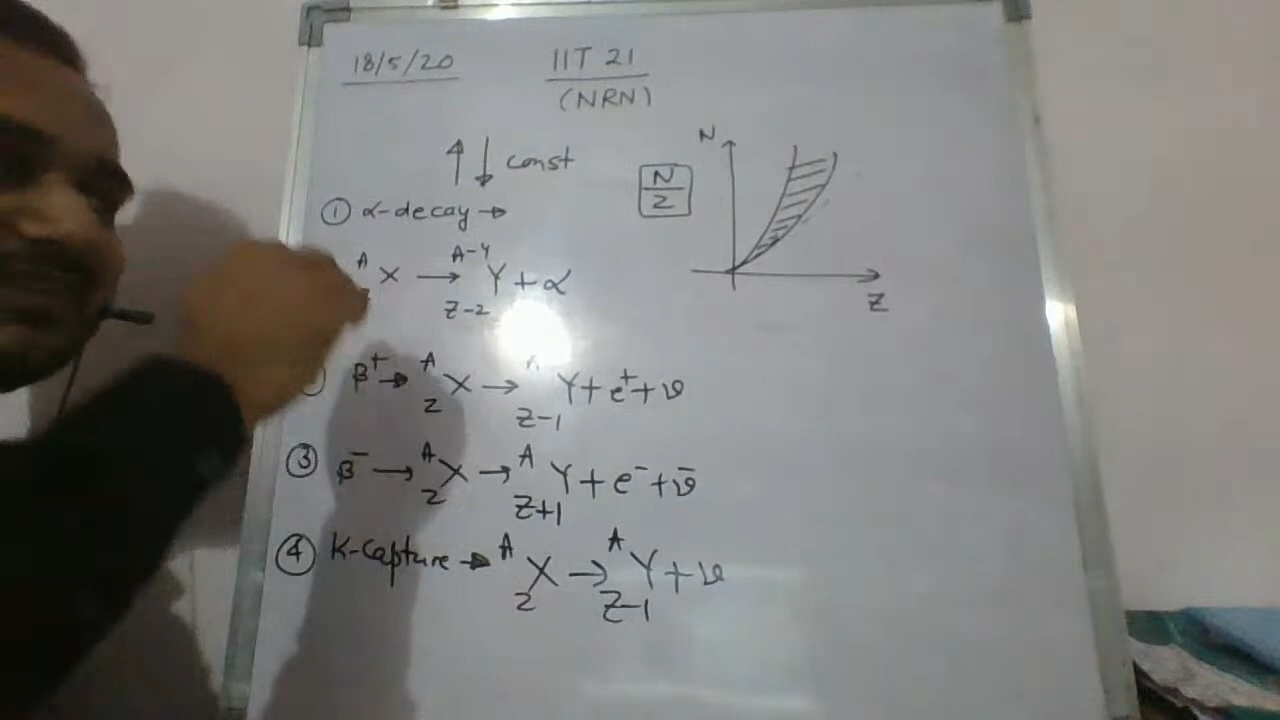 18/5/20 IIT 21
(NRN)
↑ ↓ const
① α-decay →
A X → A-4 Z-2 Y + α
β⁺ → A Z X → A Z-1 Y + e⁺ + ν
③ β⁻ → A Z X → A Z+1 Y + e⁻ + ν̄
④ K-Capture → A Z X → A Z-1 Y + ν
N
N/Z
Z